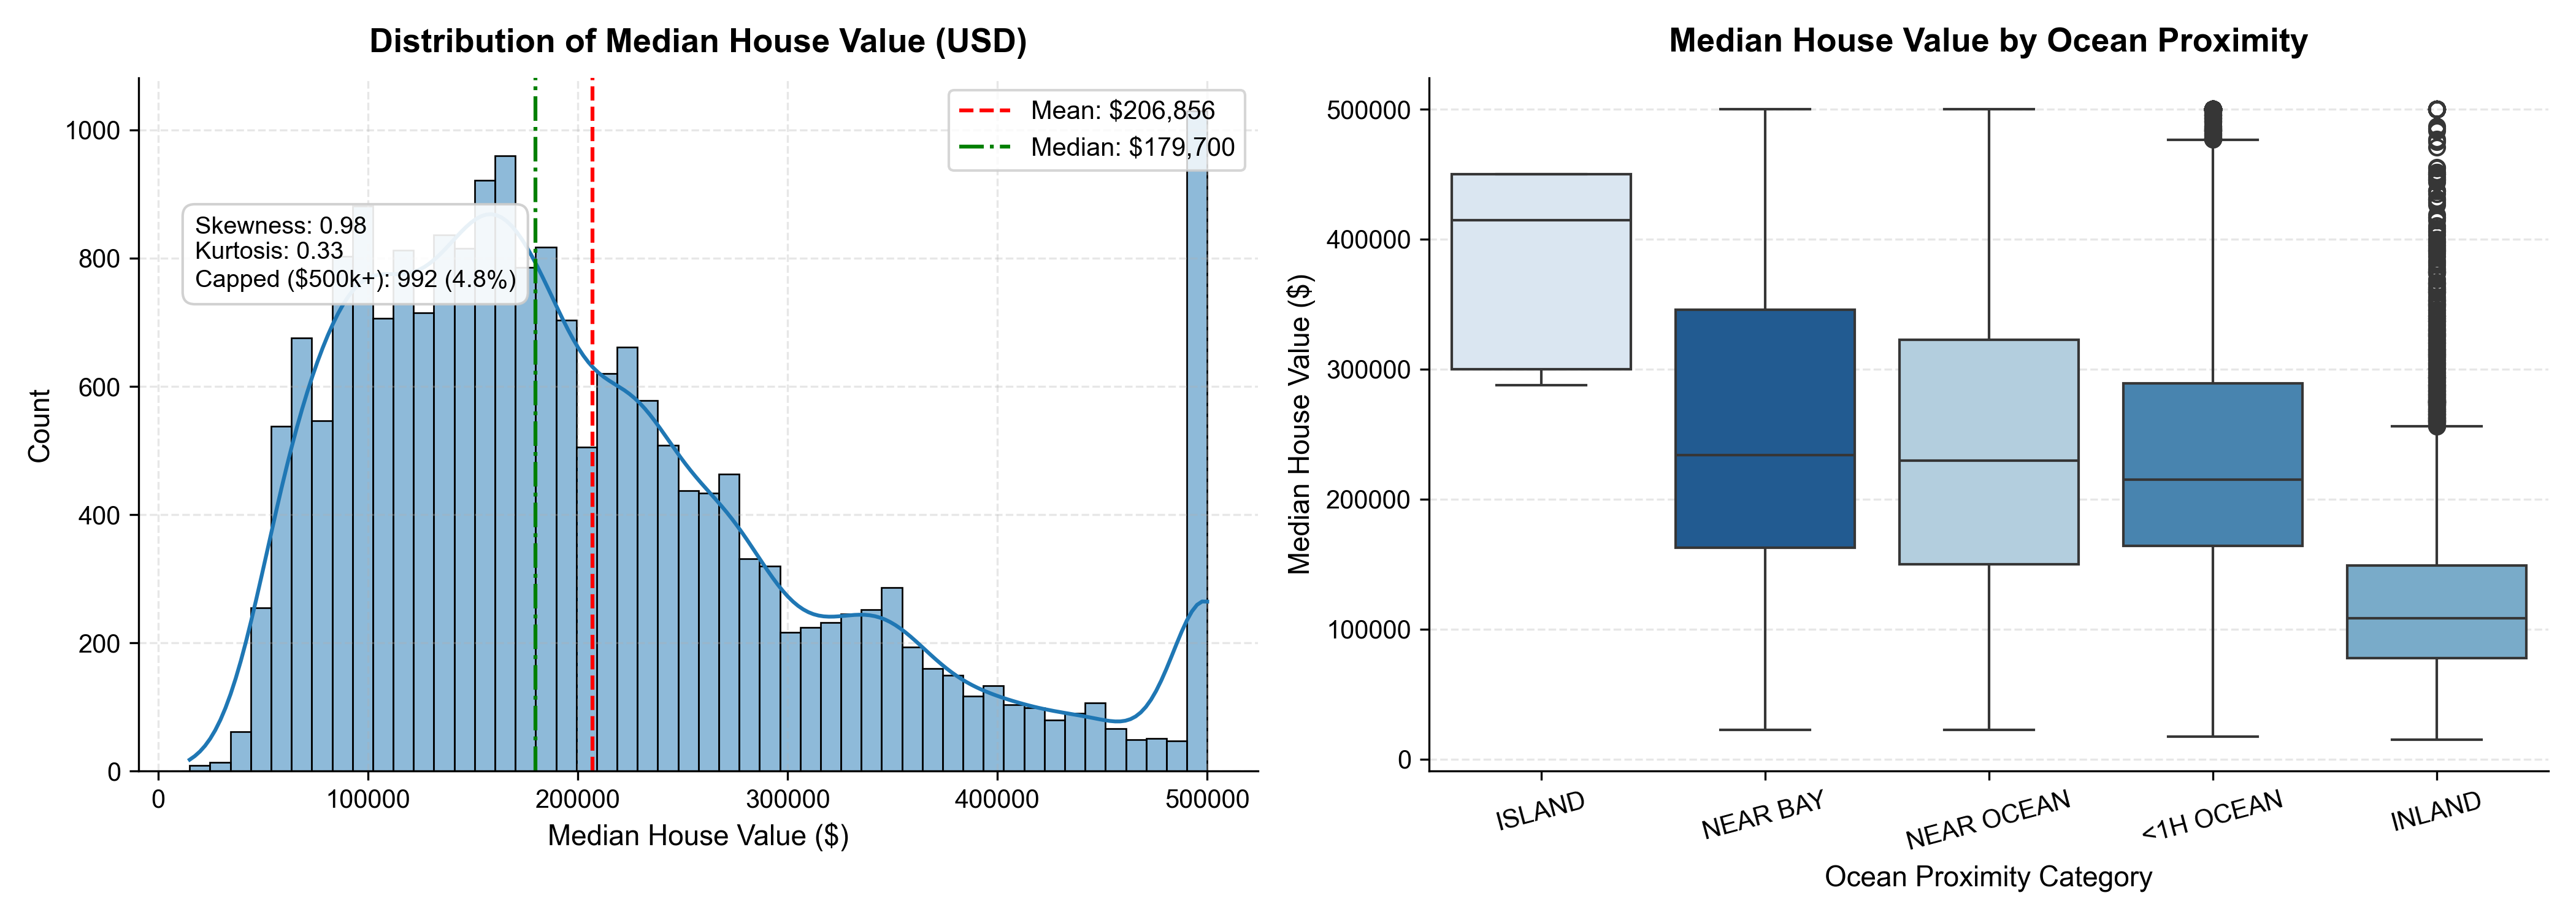 Distribution of Median House Value (USD)
Mean: $206,856
Median: $179,700
Skewness: 0.98
Kurtosis: 0.33
Capped ($500k+): 992 (4.8%)
1000
800
600
400
200
0
Count
0 100000 200000 300000 400000 500000
Median House Value ($)
Median House Value by Ocean Proximity
500000
400000
300000
200000
100000
0
Median House Value ($)
ISLAND NEAR BAY NEAR OCEAN <1H OCEAN INLAND
Ocean Proximity Category